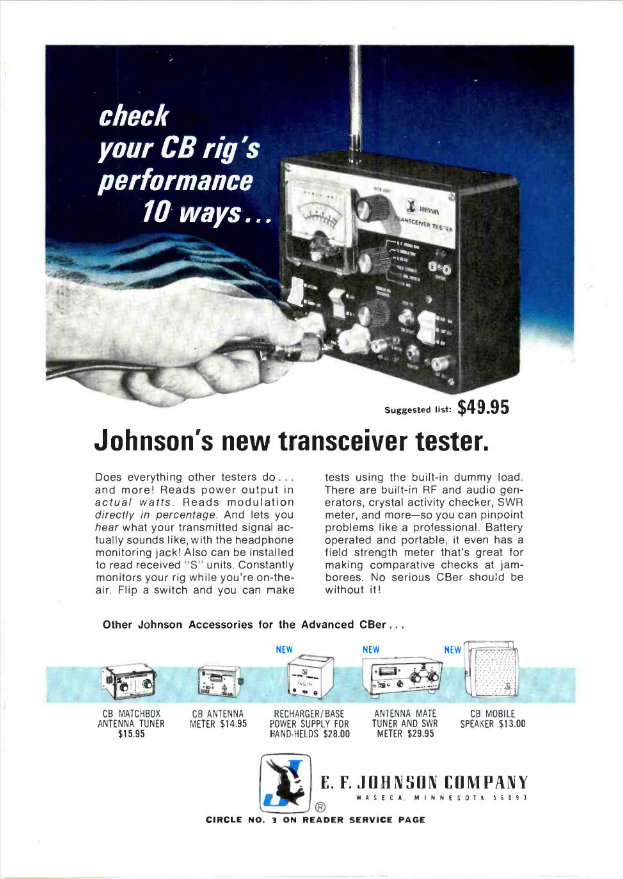 check
your CB rig's
performance
10 ways...
JOHNSON
TRANSCEIVER TESTER
Suggested list: $49.95
Johnson's new transceiver tester.
Does everything other testers do...
and more! Reads power output in
actual watts. Reads modulation
directly in percentage. And lets you
hear what your transmitted signal ac-
tually sounds like, with the headphone
monitoring jack! Also can be installed
to read received "S" units. Constantly
monitors your rig while you're on-the-
air. Flip a switch and you can make
tests using the built-in dummy load.
There are built-in RF and audio gen-
erators, crystal activity checker, SWR
meter, and more—so you can pinpoint
problems like a professional. Battery
operated and portable, it even has a
field strength meter that's great for
making comparative checks at jam-
borees. No serious CBer should be
without it!
Other Johnson Accessories for the Advanced CBer...
NEW
NEW
NEW
CB MATCHBOX
ANTENNA TUNER
$15.95
CB ANTENNA
METER $14.95
RECHARGER/BASE
POWER SUPPLY FOR
HAND-HELDS $28.00
ANTENNA MATE
TUNER AND SWR
METER $29.95
CB MOBILE
SPEAKER $13.00
E. F. JOHNSON COMPANY
WASECA, MINNESOTA 56093
®
CIRCLE NO. 3 ON READER SERVICE PAGE